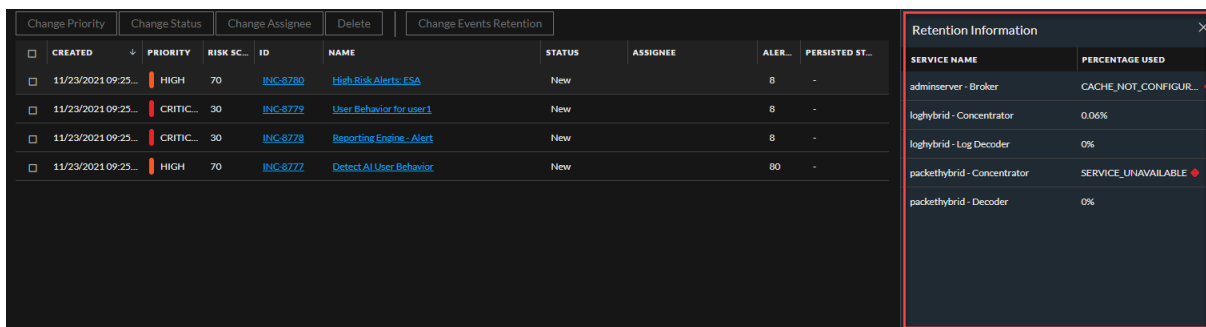 Change Priority Change Status Change Assignee Delete Change Events Retention
CREATED PRIORITY RISK SC... ID NAME STATUS ASSIGNEE ALER... PERSISTED ST...
11/23/2021 09:25... HIGH 70 INC-8780 High Risk Alerts: ESA New 8 -
11/23/2021 09:25... CRITIC... 30 INC-8779 User Behavior for user1 New 8 -
11/23/2021 09:25... CRITIC... 30 INC-8778 Reporting Engine - Alert New 8 -
11/23/2021 09:25... HIGH 70 INC-8777 Detect AI User Behavior New 80 -
Retention Information
SERVICE NAME PERCENTAGE USED
adminserver - Broker CACHE_NOT_CONFIGUR...
loghybrid - Concentrator 0.06%
loghybrid - Log Decoder 0%
packethybrid - Concentrator SERVICE_UNAVAILABLE
packethybrid - Decoder 0%